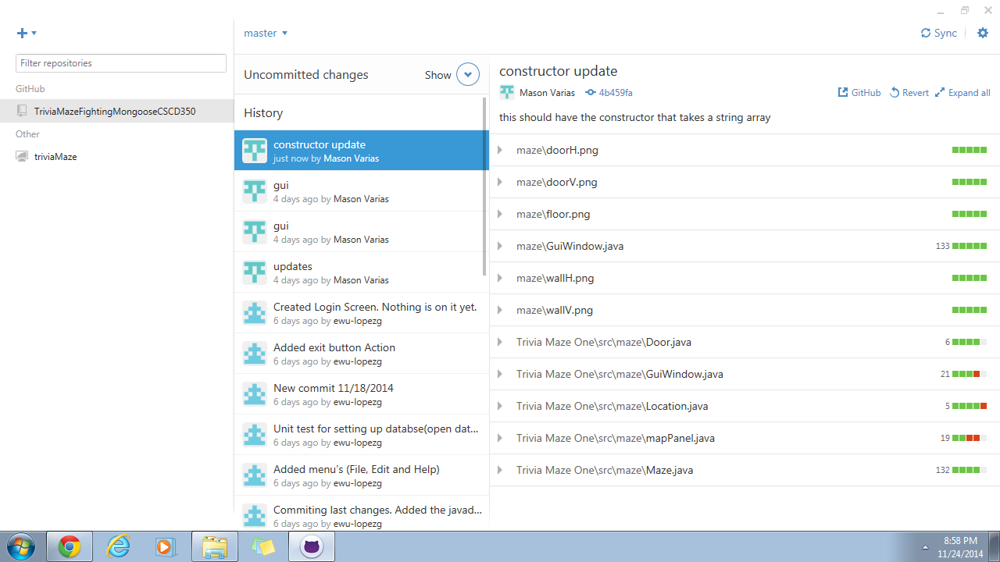 master
Sync
Filter repositories
GitHub
TriviaMazeFightingMongooseCSCD350
Other
triviaMaze
Uncommitted changes
Show
History
constructor update
just now by Mason Varias
gui
4 days ago by Mason Varias
gui
4 days ago by Mason Varias
updates
4 days ago by Mason Varias
Created Login Screen. Nothing is on it yet.
6 days ago by ewu-lopezg
Added exit button Action
6 days ago by ewu-lopezg
New commit 11/18/2014
6 days ago by ewu-lopezg
Unit test for setting up databse(open dat...
6 days ago by ewu-lopezg
Added menu's (File, Edit and Help)
6 days ago by ewu-lopezg
Commiting last changes. Added the javad...
6 days ago by ewu-lopezg
constructor update
Mason Varias 4b459fa
GitHub Revert Expand all
this should have the constructor that takes a string array
maze\doorH.png
maze\doorV.png
maze\floor.png
maze\GuiWindow.java 133
maze\wallH.png
maze\wallV.png
Trivia Maze One\src\maze\Door.java 6
Trivia Maze One\src\maze\GuiWindow.java 21
Trivia Maze One\src\maze\Location.java 5
Trivia Maze One\src\maze\mapPanel.java 19
Trivia Maze One\src\maze\Maze.java 132
8:58 PM
11/24/2014